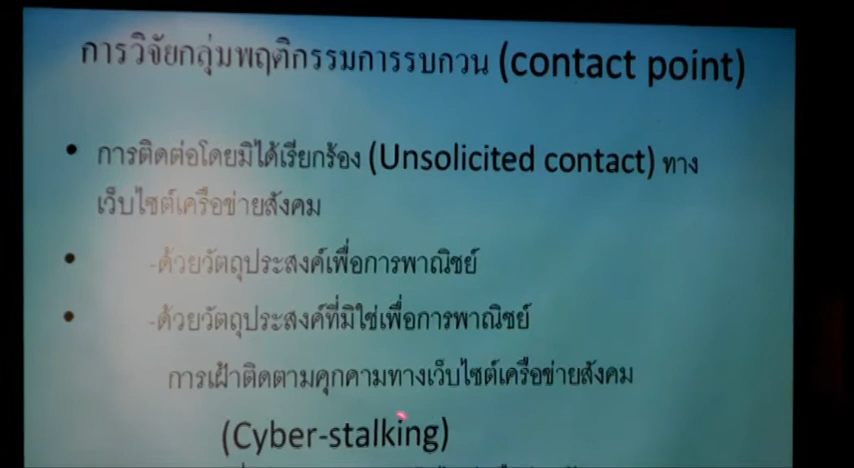 การวิจัยกลุ่มพฤติกรรมการรบกวน (contact point)
• การติดต่อโดยมิได้เรียกร้อง (Unsolicited contact) ทาง
เว็บไซต์เครือข่ายสังคม
• -ด้วยวัตถุประสงค์เพื่อการพาณิชย์
• -ด้วยวัตถุประสงค์ที่มิใช่เพื่อการพาณิชย์
การเฝ้าติดตามคุกคามทางเว็บไซต์เครือข่ายสังคม
(Cyber-stalking)